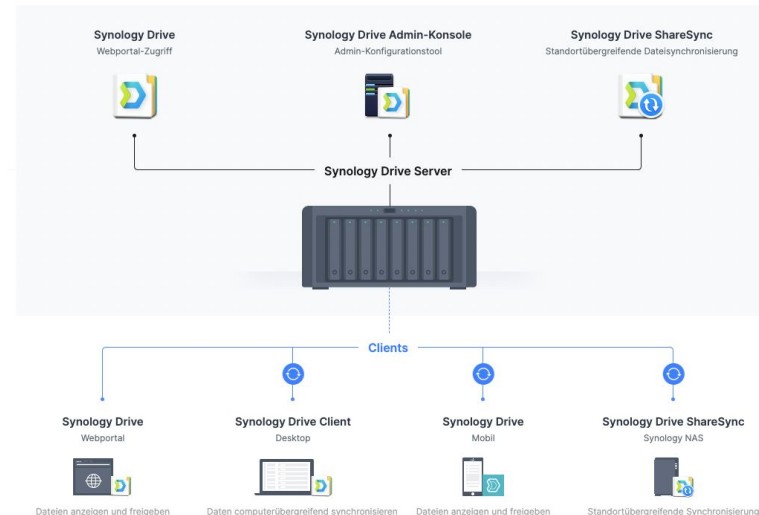 Synology Drive
Webportal-Zugriff
Synology Drive Admin-Konsole
Admin-Konfigurationstool
Synology Drive ShareSync
Standortübergreifende Dateisynchronisierung
Synology Drive Server
Clients
Synology Drive
Webportal
Synology Drive Client
Desktop
Synology Drive
Mobil
Synology Drive ShareSync
Synology NAS
Dateien anzeigen und freigeben
Daten computerübergreifend synchronisieren
Dateien anzeigen und freigeben
Standortübergreifende Synchronisierung